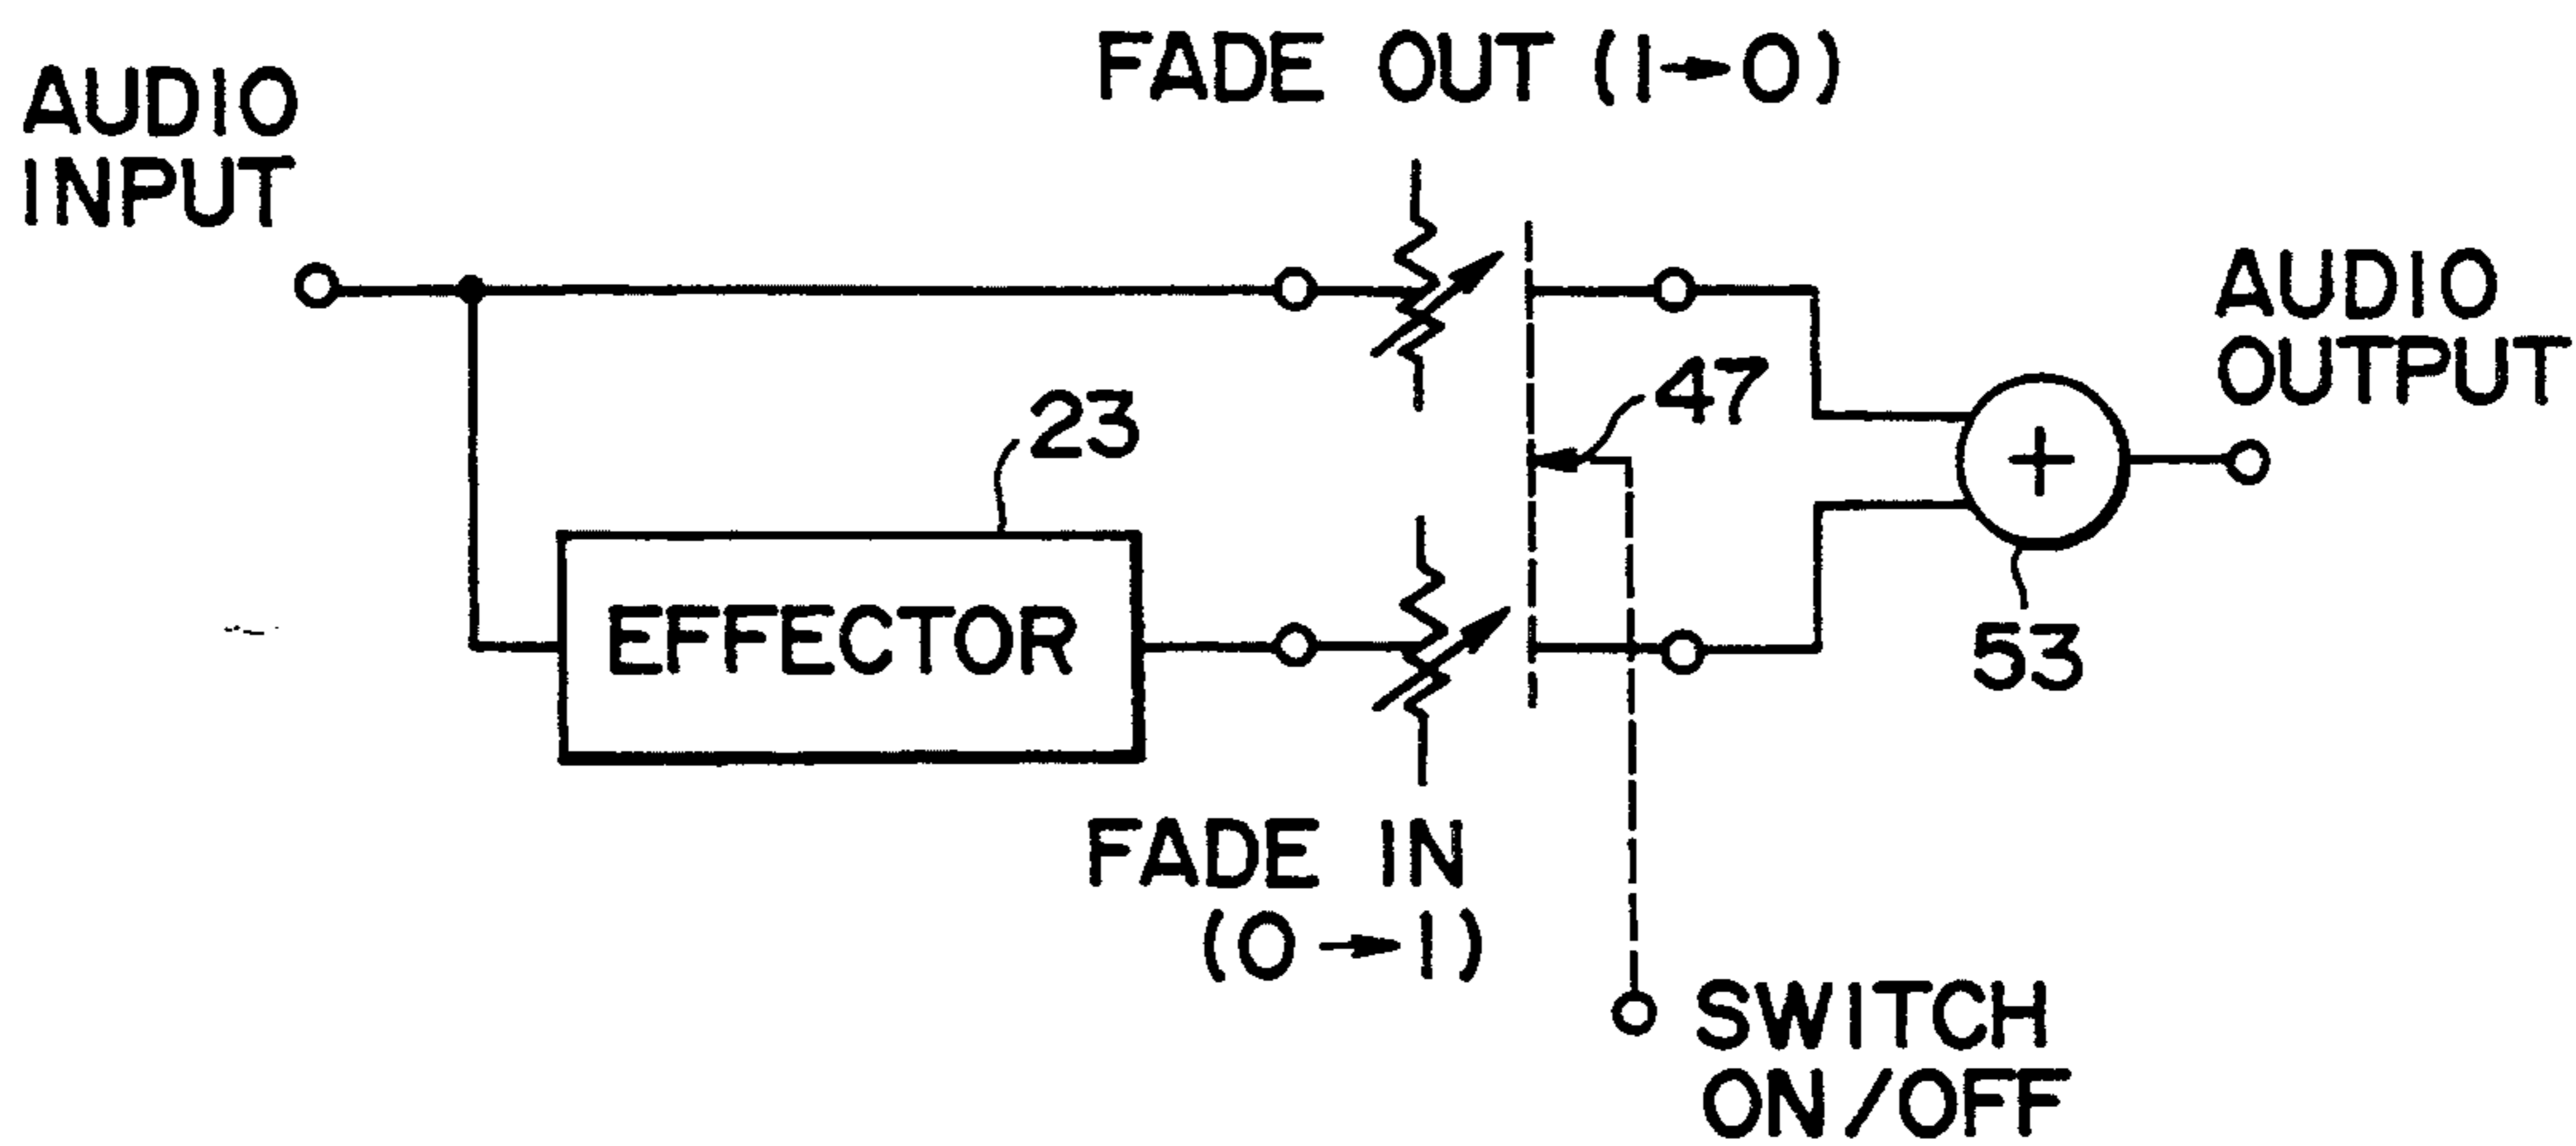 FADE OUT (1→0)
AUDIO
INPUT
47
AUDIO
OUTPUT
23
EFFECTOR
+
53
FADE IN
(0→1)
SWITCH
ON/OFF